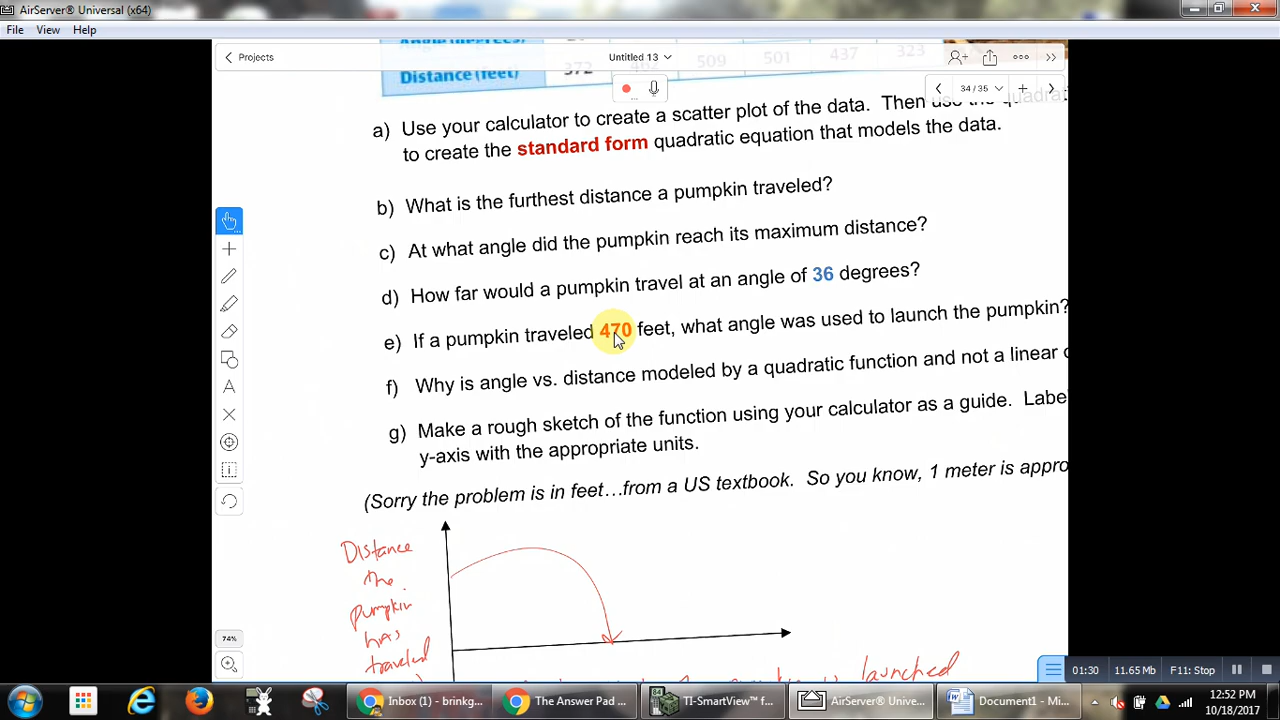 AirServer® Universal (x64)
File View Help
Projects
Untitled 13
Angle (degrees)
Distance (feet) 372 462 509 501 437 323
34 / 35
a) Use your calculator to create a scatter plot of the data. Then use the quadrat
to create the standard form quadratic equation that models the data.
b) What is the furthest distance a pumpkin traveled?
c) At what angle did the pumpkin reach its maximum distance?
d) How far would a pumpkin travel at an angle of 36 degrees?
e) If a pumpkin traveled 470 feet, what angle was used to launch the pumpkin?
f) Why is angle vs. distance modeled by a quadratic function and not a linear
g) Make a rough sketch of the function using your calculator as a guide. Labe
y-axis with the appropriate units.
(Sorry the problem is in feet…from a US textbook. So you know, 1 meter is appro
Distance
the
pumpkin
has
traveled
launched
74%
01:30 11.65 Mb F11: Stop
Inbox (1) - brinkg...
The Answer Pad ...
TI-SmartView™ f...
AirServer® Unive...
Document1 - Mi...
12:52 PM
10/18/2017